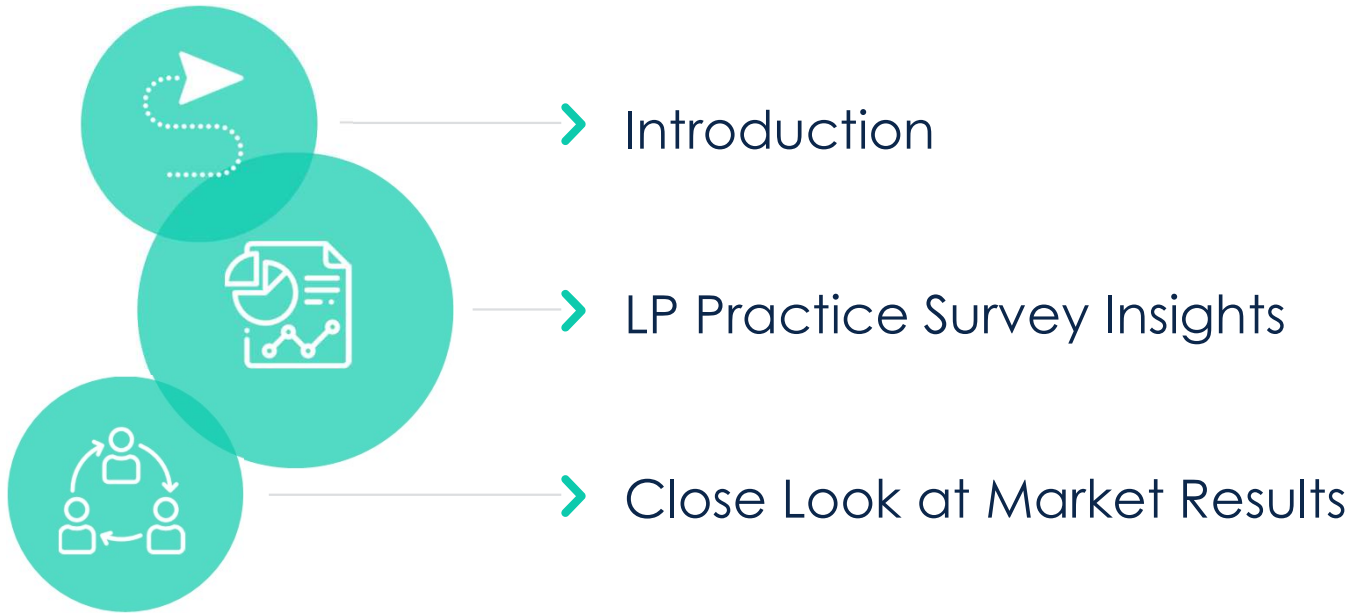 Introduction
LP Practice Survey Insights
Close Look at Market Results